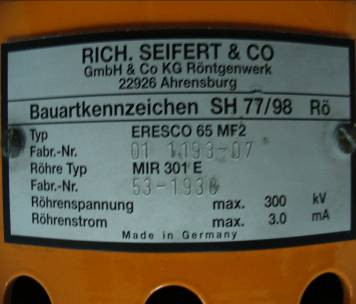 RICH. SEIFERT & CO
GmbH & Co KG Röntgenwerk
22926 Ahrensburg
Bauartkennzeichen SH 77/98 Rö
Typ ERESCO 65 MF2
Fabr.-Nr. 01 1193-07
Röhre Typ MIR 301 E
Fabr.-Nr. 53-1938
Röhrenspannung max. 300 kV
Röhrenstrom max. 3.0 mA
Made in Germany